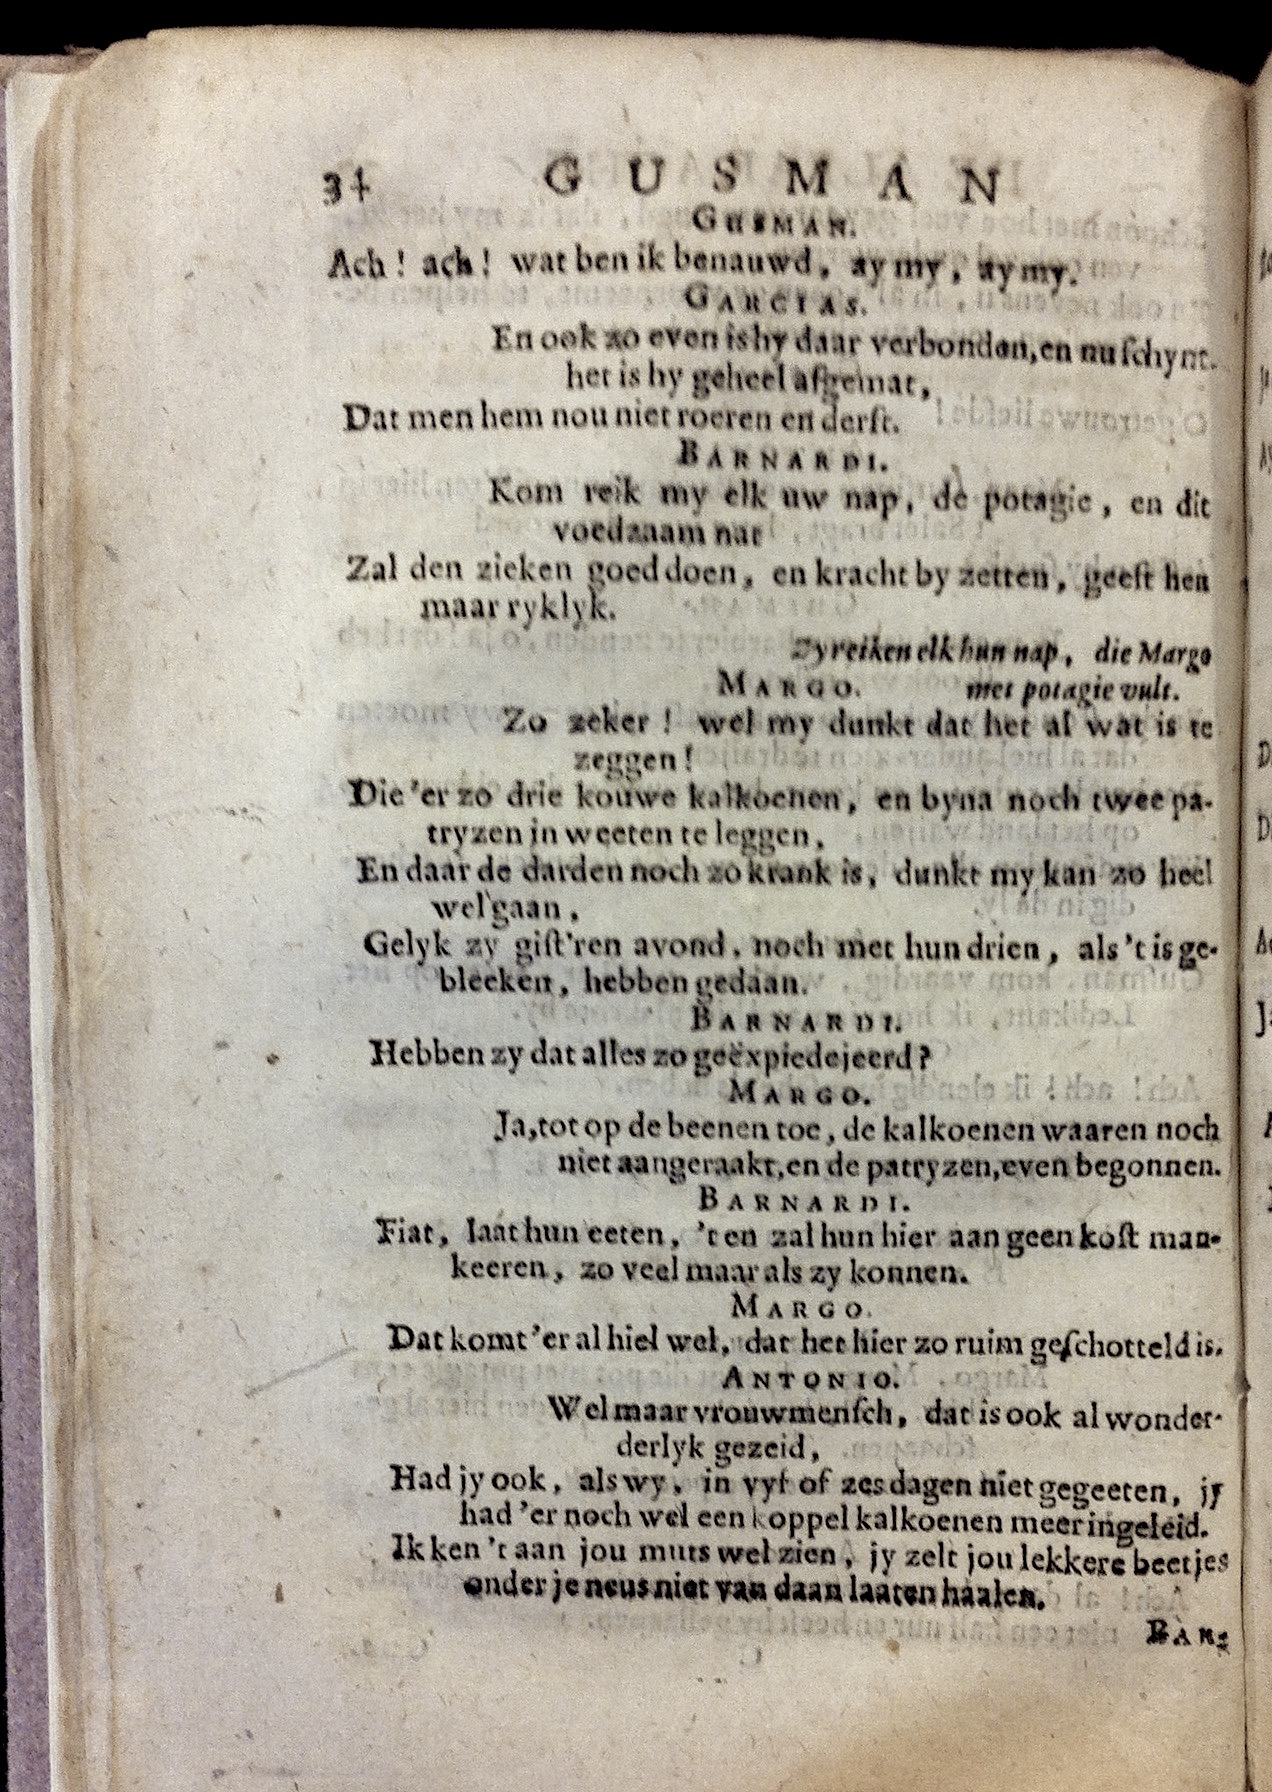 34 GUSMAN
GUSMAN.
Ach! ach! wat ben ik benauwd, ay my, ay my.
GARCIAS.
En ook zo even is hy daar verbonden, en nu ſchynt.
het is hy geheel afgemat,
Dat men hem nou niet roeren en derft.
BARNARDI.
Kom reik my elk uw nap, de potagie, en dit
voedzaam nat
Zal den zieken goed doen, en kracht by zetten, geeft hen
maar ryklyk.
Zy reiken elk hun nap, die Margo
MARGO. met potagie vult.
Zo zeker! wel my dunkt dat het al wat is te
zeggen!
Die 'er zo drie kouwe kalkoenen, en byna noch twee pa-
tryzen in weeten te leggen,
En daar de darden noch zo krank is, dunkt my kan zo heel
wel gaan,
Gelyk zy giſt'ren avond, noch met hun drien, als 't is ge-
bleeken, hebben gedaan.
BARNARDI.
Hebben zy dat alles zo geëxpiedejeerd?
MARGO.
Ja, tot op de beenen toe, de kalkoenen waaren noch
niet aangeraakt, en de patryzen, even begonnen.
BARNARDI.
Fiat, laat hun eeten, 't en zal hun hier aan geen koſt man-
keeren, zo veel maar als zy konnen.
MARGO.
Dat komt 'er al hiel wel, dat het hier zo ruim geſchotteld is.
ANTONIO.
Wel maar vrouwmenſch, dat is ook al wonder-
derlyk gezeid,
Had jy ook, als wy, in vyf of zes dagen niet gegeeten, jy
had 'er noch wel een koppel kalkoenen meer ingeleid.
Ik ken 't aan jou muts wel zien, jy zelt jou lekkere beetjes
onder je neus niet van daan laaten haalen.
BAR-